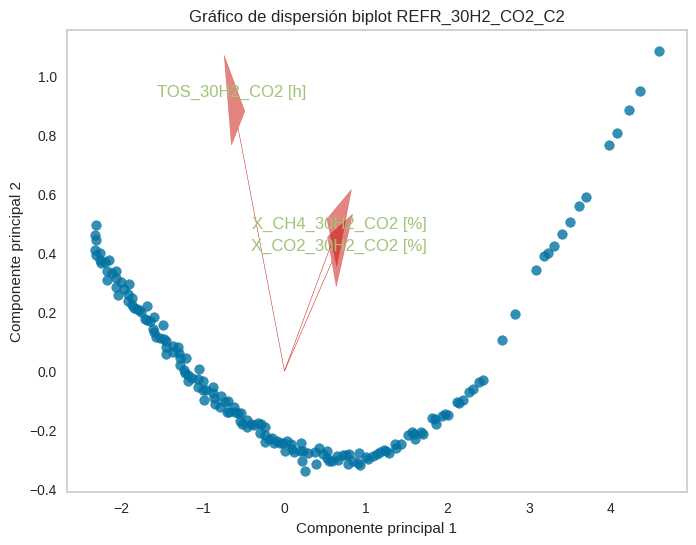 Gráfico de dispersión biplot REFR_30H2_CO2_C2
Componente principal 2
1.0
0.8
0.6
0.4
0.2
0.0
−0.2
−0.4
TOS_30H2_CO2 [h]
X_CH4_30H2_CO2 [%]
X_CO2_30H2_CO2 [%]
−2
−1
0
1
2
3
4
Componente principal 1